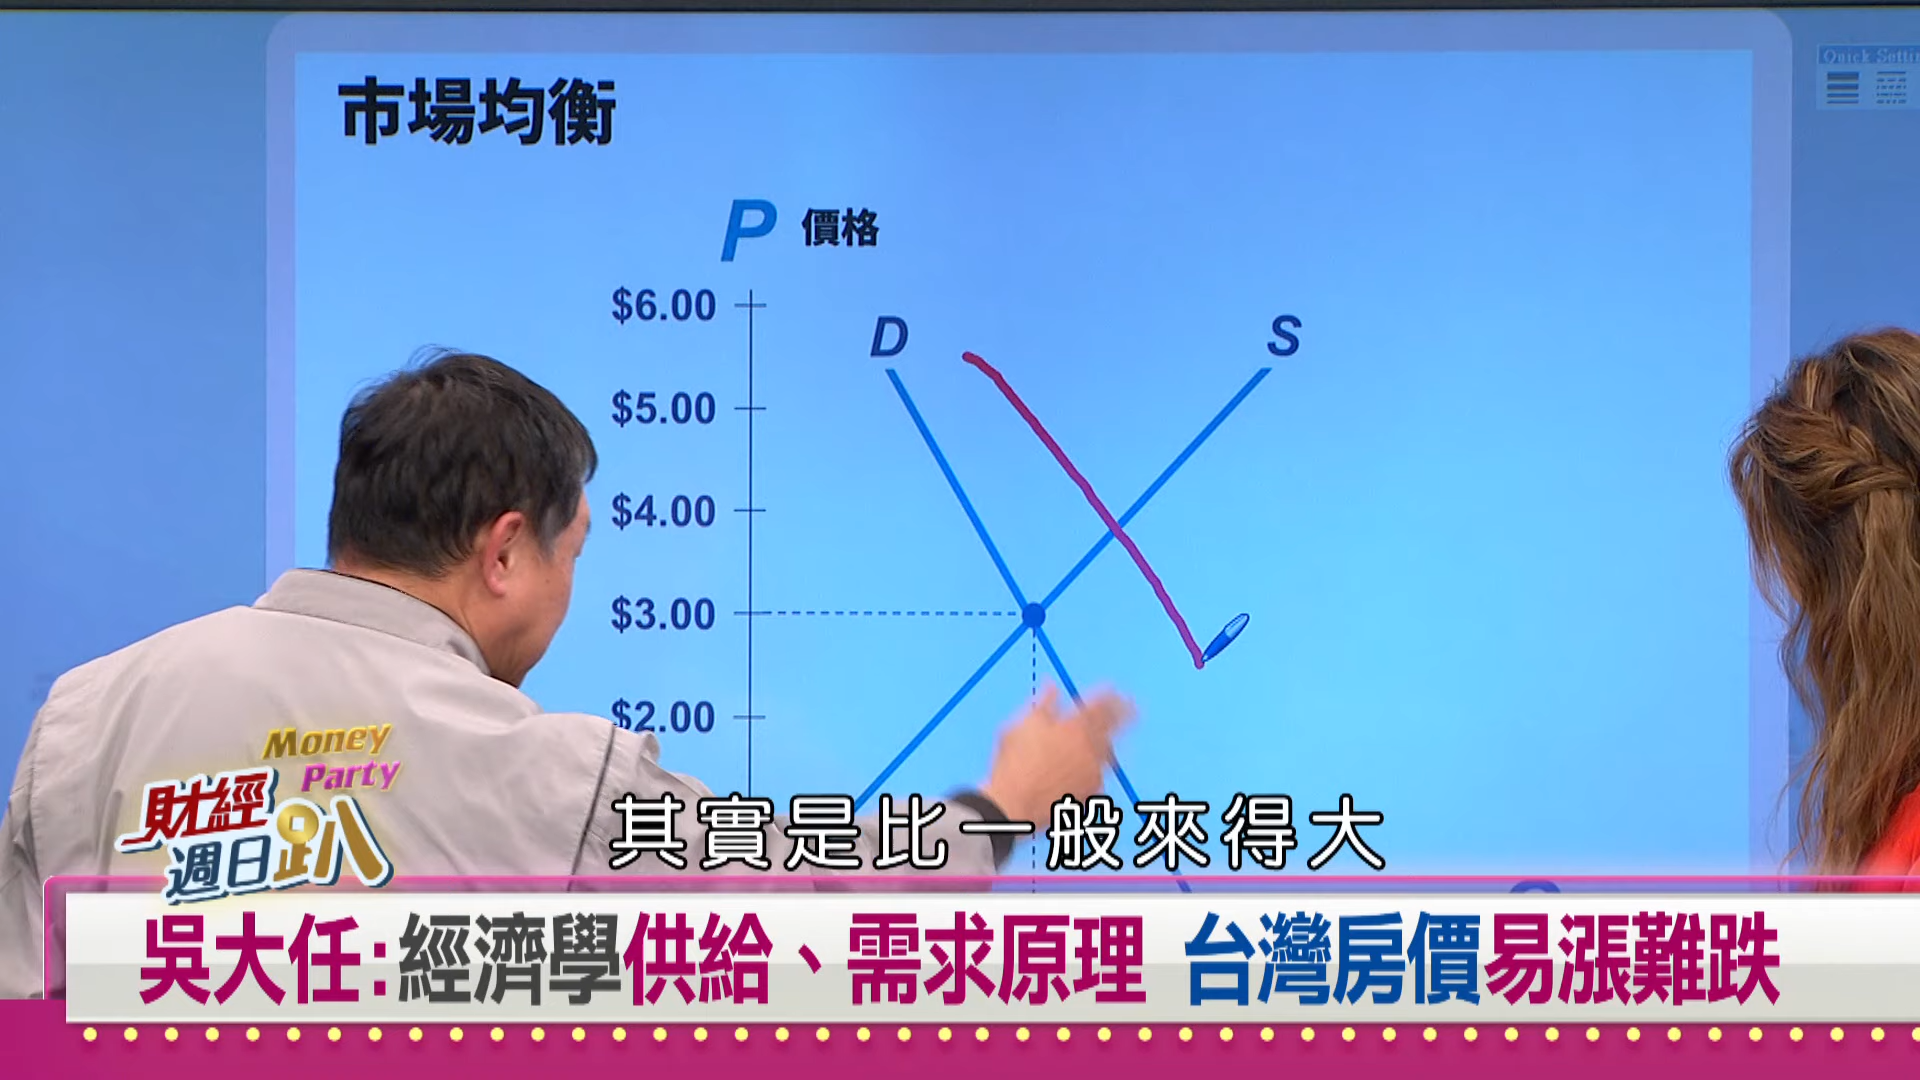 Quick Settin
市場均衡
P 價格
$6.00
D
S
$5.00
$4.00
$3.00
$2.00
Money
Party
財經
週日趴
其實是比一般來得大
吳大任:經濟學供給、需求原理 台灣房價易漲難跌